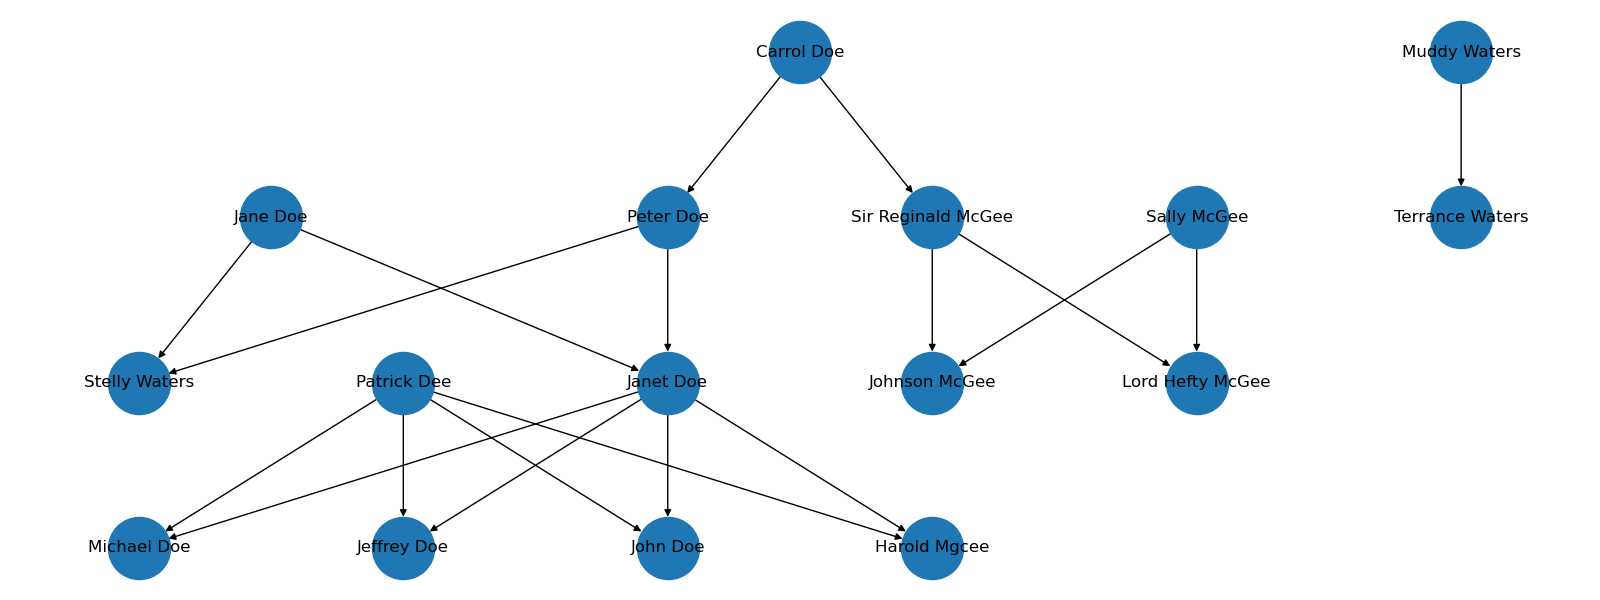 Carrol Doe
Muddy Waters
Jane Doe
Peter Doe
Sir Reginald McGee
Sally McGee
Terrance Waters
Stelly Waters
Patrick Dee
Janet Doe
Johnson McGee
Lord Hefty McGee
Michael Doe
Jeffrey Doe
John Doe
Harold Mgcee